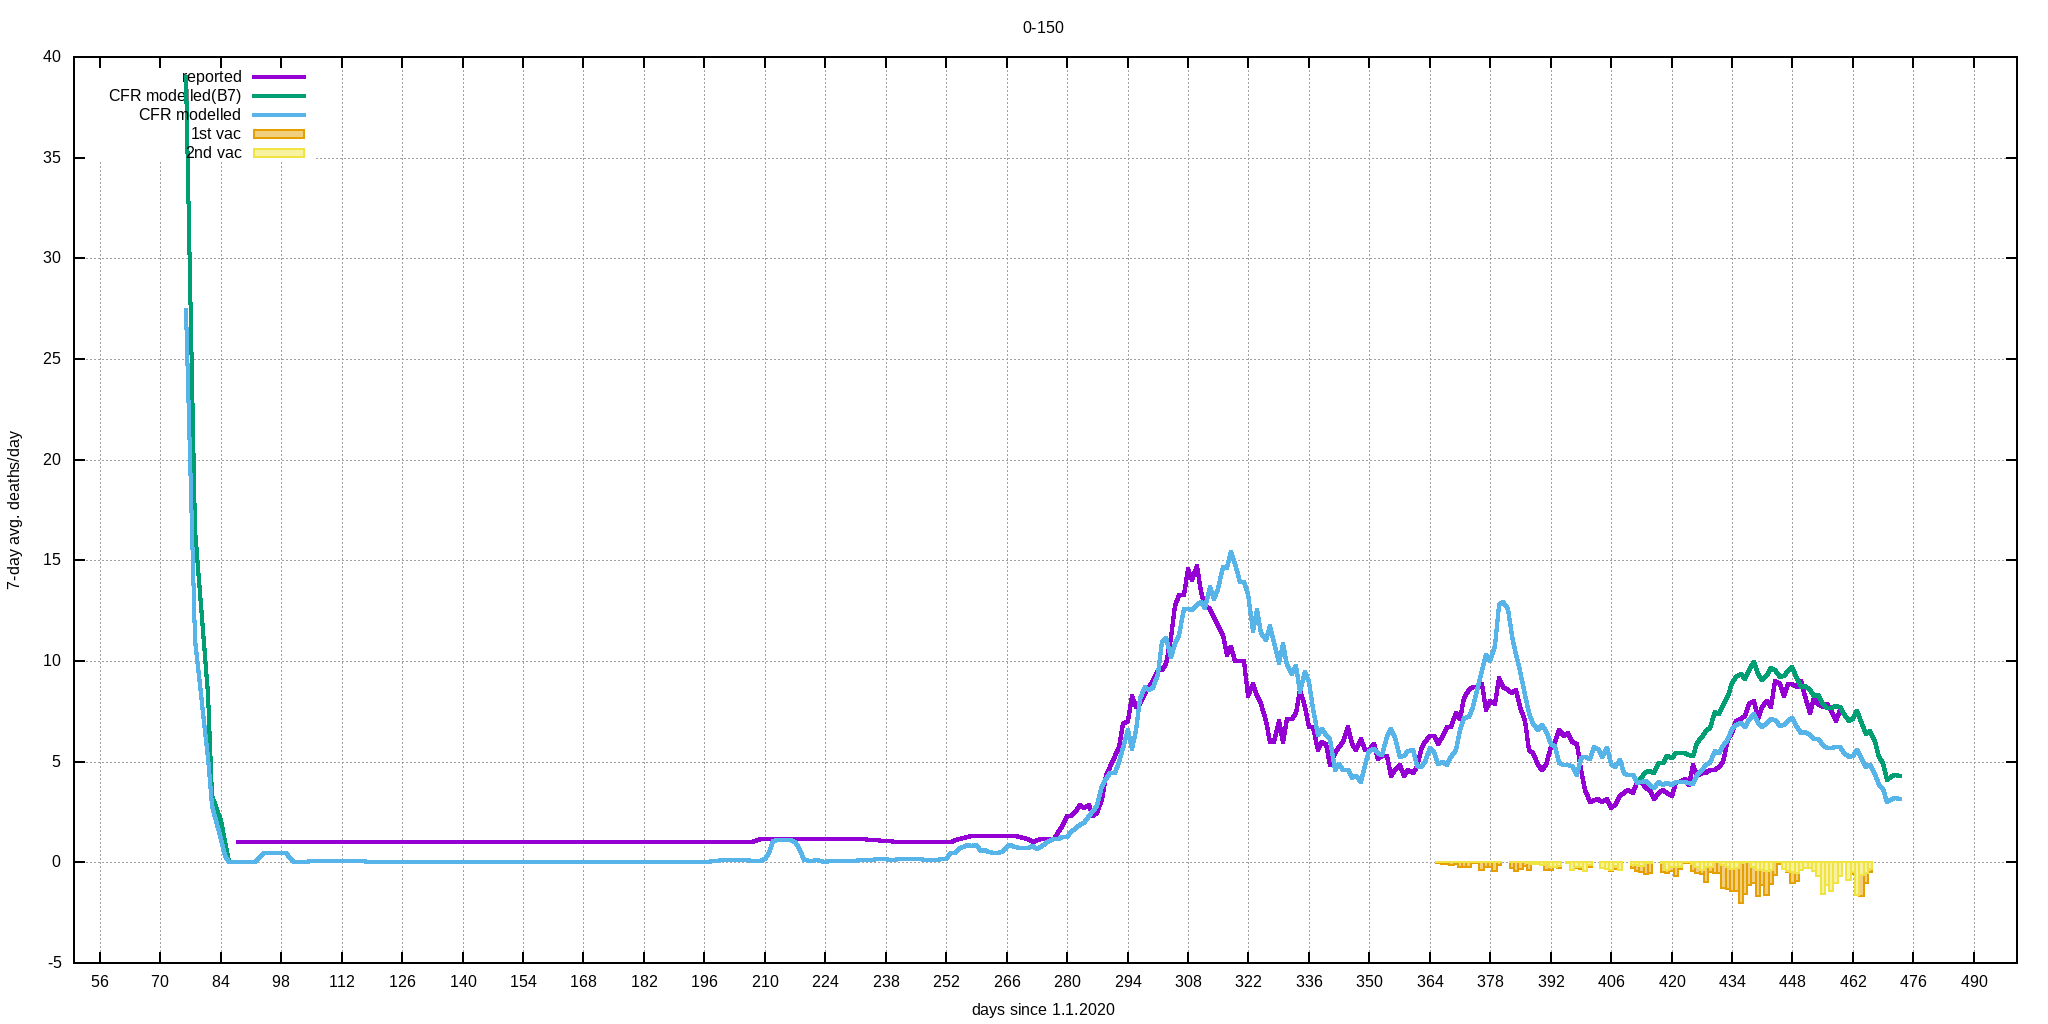 0-150
reported
CFR modelled(B7)
CFR modelled
1st vac
2nd vac
40
35
30
25
20
15
10
5
0
-5
7-day avg. deaths/day
56 70 84 98 112 126 140 154 168 182 196 210 224 238 252 266 280 294 308 322 336 350 364 378 392 406 420 434 448 462 476 490
days since 1.1.2020